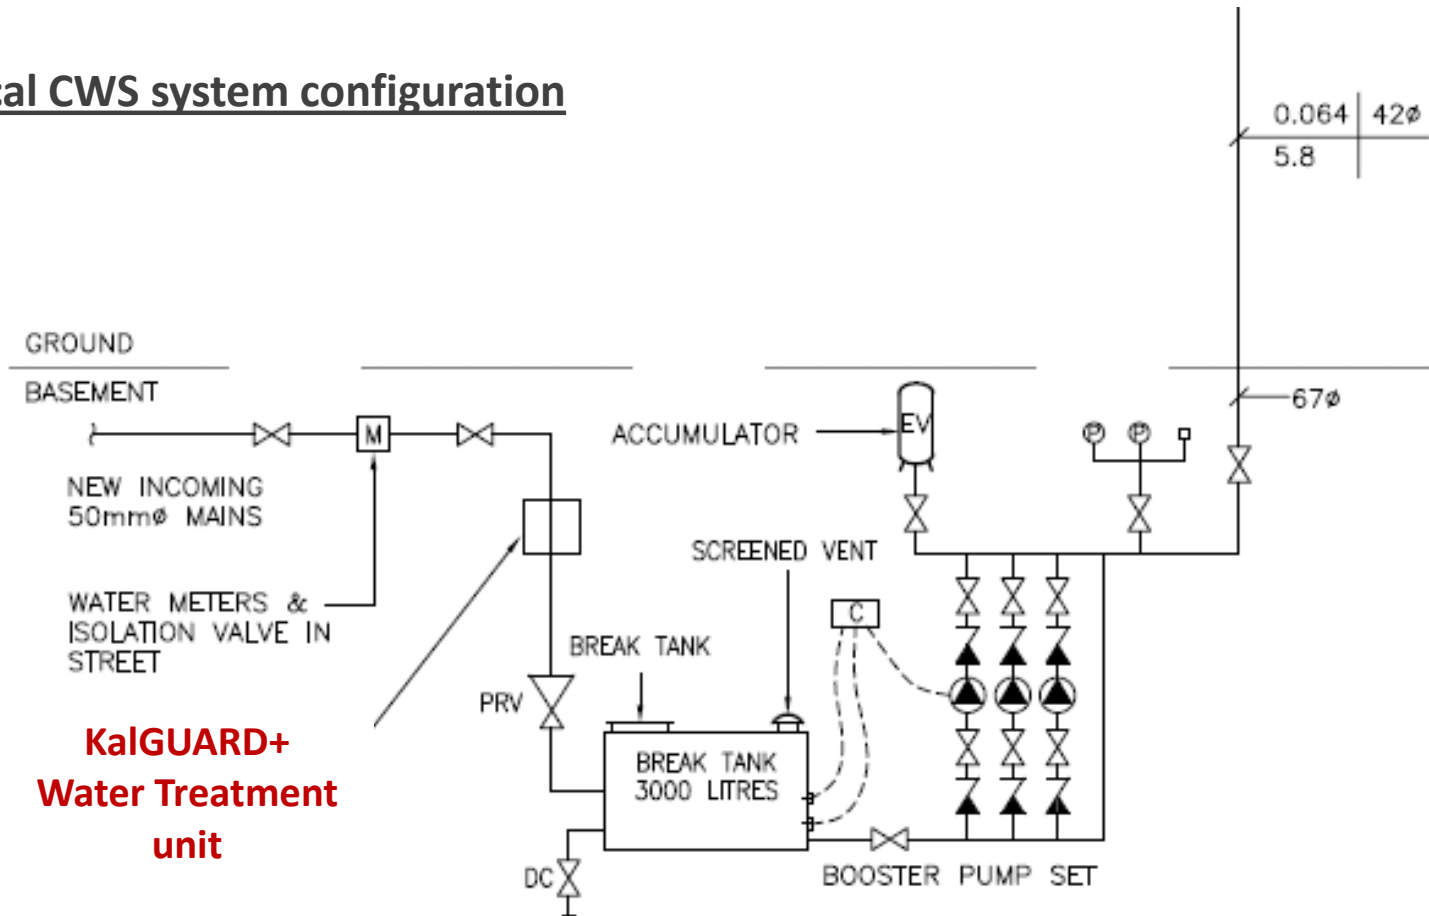 cal CWS system configuration
0.064 42ø
5.8
GROUND
BASEMENT
67ø
M
ACCUMULATOR
EV
P P
NEW INCOMING
50mmø MAINS
SCREENED VENT
WATER METERS &
ISOLATION VALVE IN
STREET
C
BREAK TANK
PRV
KalGUARD+
Water Treatment
unit
BREAK TANK
3000 LITRES
DC
BOOSTER PUMP SET